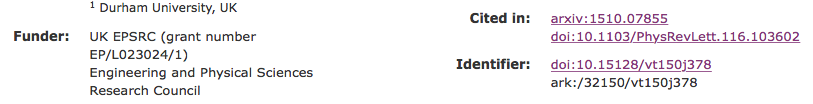 ¹ Durham University, UK
Funder: UK EPSRC (grant number
EP/L023024/1)
Engineering and Physical Sciences
Research Council
Cited in: arxiv:1510.07855
doi:10.1103/PhysRevLett.116.103602
Identifier: doi:10.15128/vt150j378
ark:/32150/vt150j378